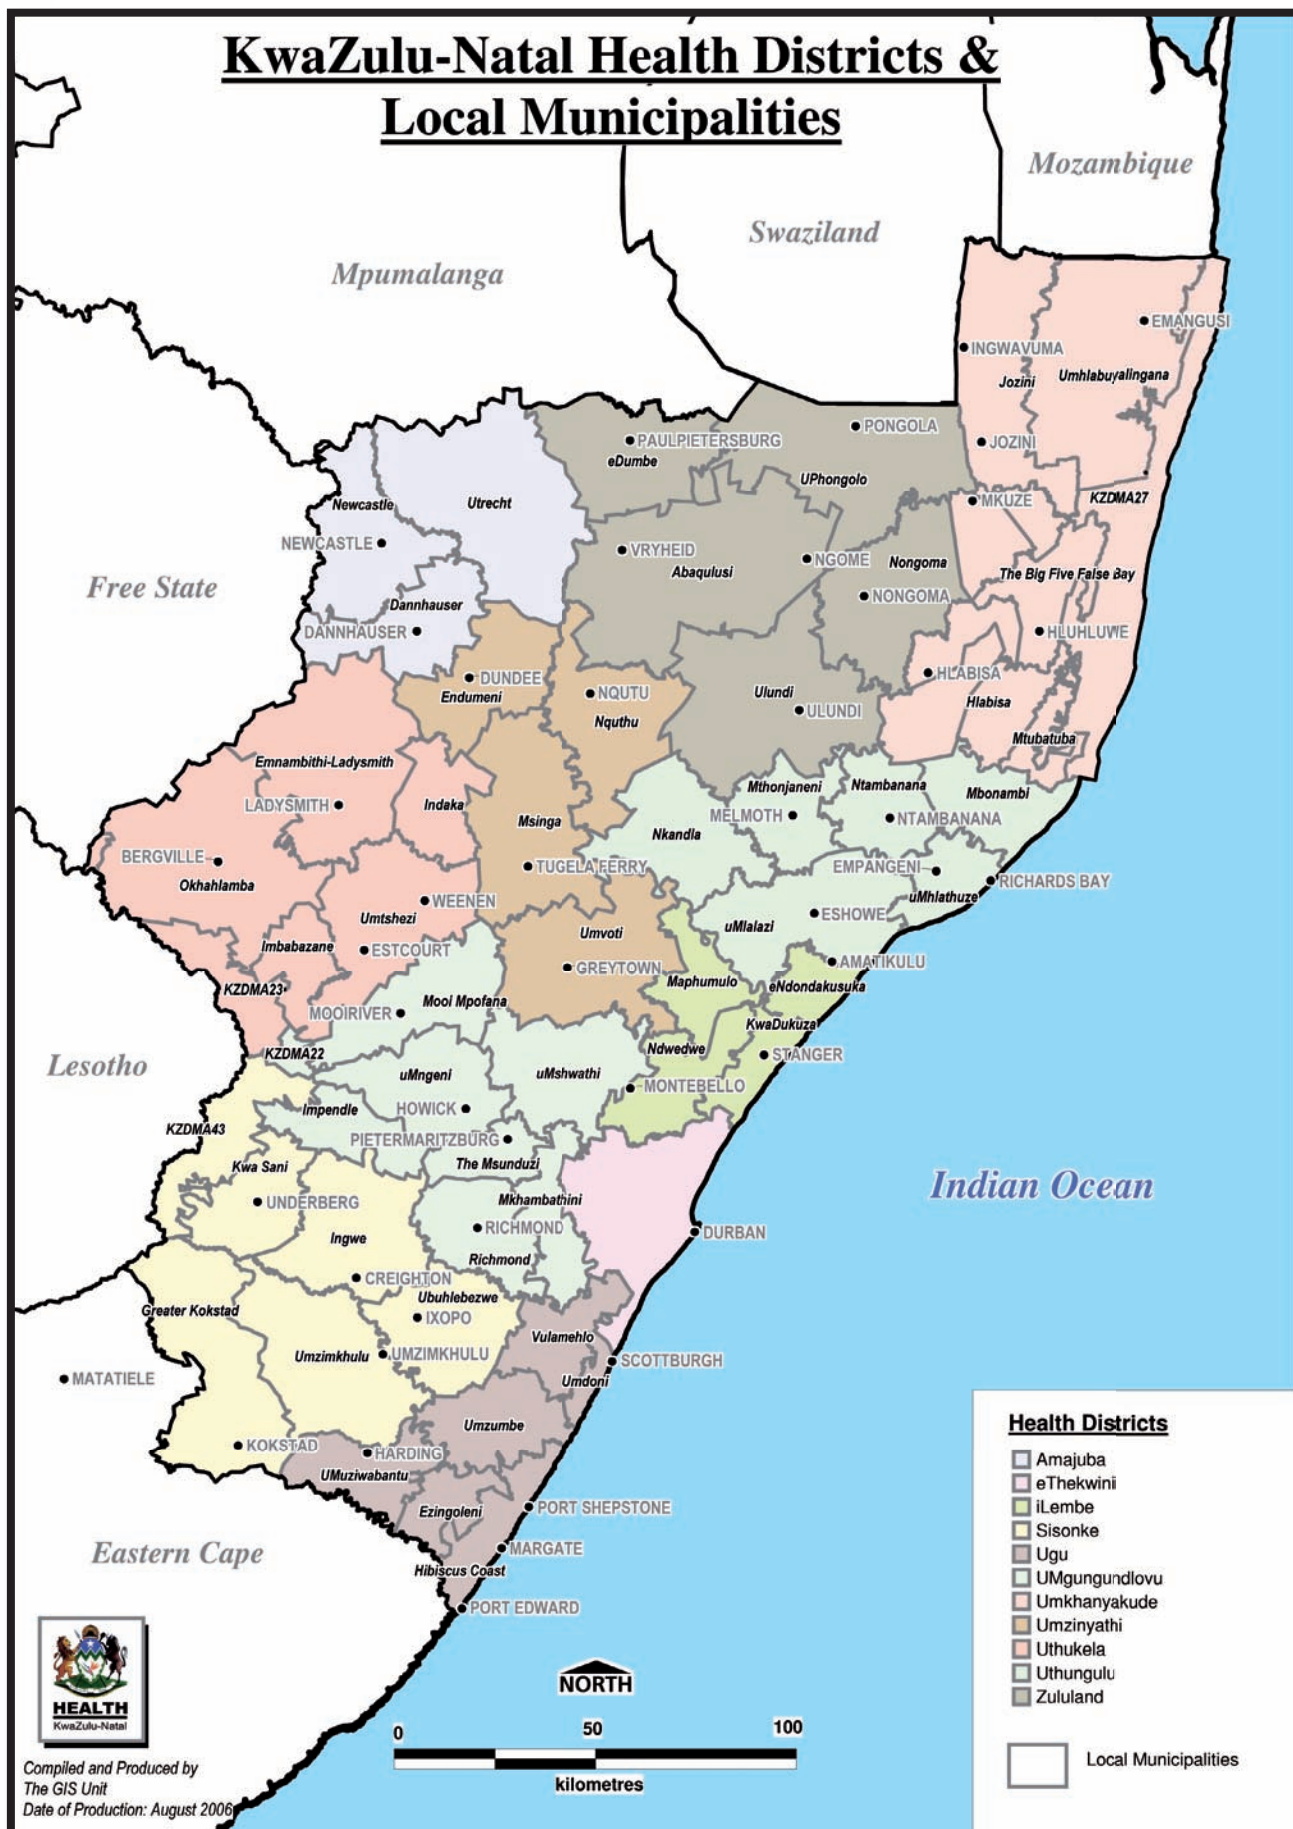 KwaZulu-Natal Health Districts &
Local Municipalities
Mozambique
Swaziland
Mpumalanga
EMANGUSI
INGWAVUMA
Jozini
Umhlabuyalingana
PONGOLA
PAULPIETERSBURG
JOZINI
eDumbe
UPhongolo
Newcastle
Utrecht
MKUZE
KZDMA27
NEWCASTLE
VRYHEID
NGOME
Nongoma
Abaqulusi
The Big Five False Bay
Free State
NONGOMA
Dannhauser
DANNHAUSER
HLUHLUWE
DUNDEE
HLABISA
Endumeni
NQUTU
Ulundi
Hlabisa
ULUNDI
Nquthu
Mtubatuba
Emnambithi-Ladysmith
Mthonjaneni
Ntambanana
Mbonambi
LADYSMITH
Indaka
MELMOTH
NTAMBANANA
Msinga
Nkandla
BERGVILLE
TUGELA FERRY
EMPANGENI
RICHARDS BAY
Okhahlamba
WEENEN
uMhlathuze
Umtshezi
ESHOWE
uMlalazi
Umvoti
Imbabazane
ESTCOURT
AMATIKULU
GREYTOWN
Maphumulo
eNdondakusuka
KZDMA23
Mooi Mpofana
MOOIRIVER
KwaDukuza
Ndwedwe
KZDMA22
STANGER
Lesotho
uMngeni
uMshwathi
MONTEBELLO
Impendle
HOWICK
KZDMA43
PIETERMARITZBURG
Kwa Sani
The Msunduzi
Indian Ocean
UNDERBERG
Mkhambathini
RICHMOND
DURBAN
Ingwe
Richmond
CREIGHTON
Ubuhlebezwe
Greater Kokstad
IXOPO
Vulamehlo
Umzimkhulu
UMZIMKHULU
SCOTTBURGH
MATATIELE
Umdoni
Umzumbe
KOKSTAD
HARDING
UMuziwabantu
Ezingoleni
PORT SHEPSTONE
Eastern Cape
MARGATE
Hibiscus Coast
PORT EDWARD
Health Districts
Amajuba
eThekwini
iLembe
Sisonke
Ugu
UMgungundlovu
Umkhanyakude
Umzinyathi
Uthukela
Uthungulu
Zululand
Local Municipalities
NORTH
0 50 100
kilometres
HEALTH
KwaZulu-Natal
Compiled and Produced by
The GIS Unit
Date of Production: August 2006